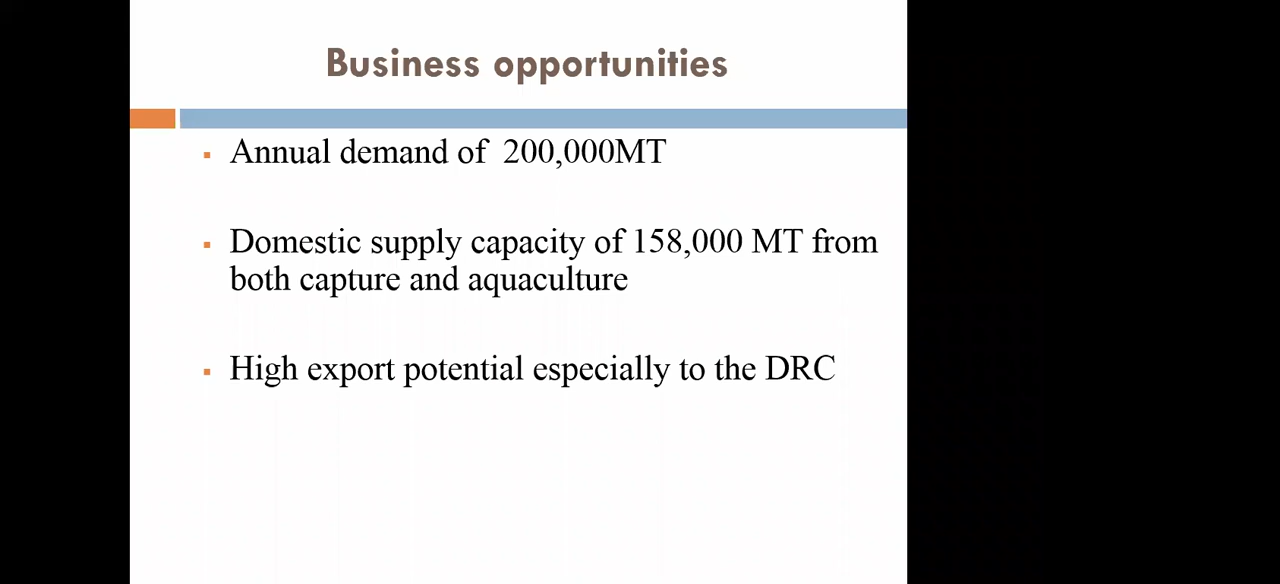 Business opportunities
▪ Annual demand of 200,000MT
▪ Domestic supply capacity of 158,000 MT from
both capture and aquaculture
▪ High export potential especially to the DRC